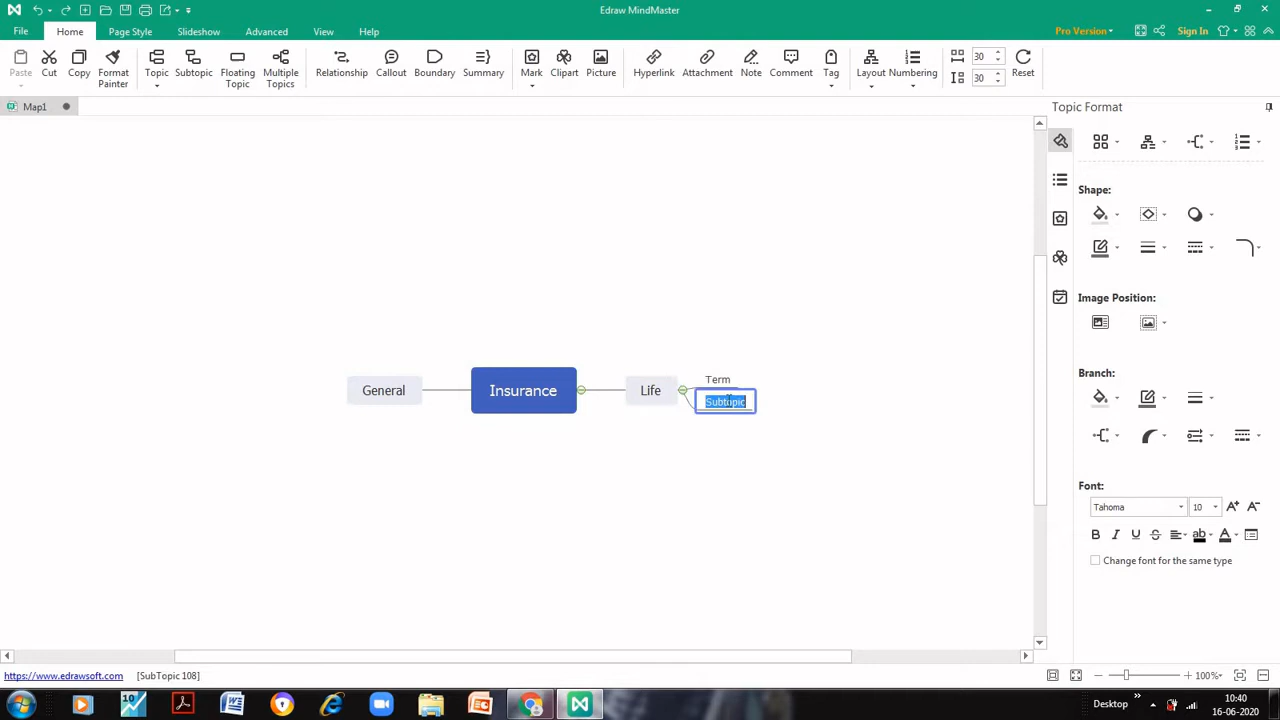 Edraw MindMaster
File Home Page Style Slideshow Advanced View Help Pro Version Sign In
Paste Cut Copy Format Painter Topic Subtopic Floating Topic Multiple Topics Relationship Callout Boundary Summary Mark Clipart Picture Hyperlink Attachment Note Comment Tag Layout Numbering 30 30 Reset
Map1
Topic Format
Shape:
Image Position:
Branch:
Font:
Tahoma 10
B I U S ab A
Change font for the same type
General Insurance Life Term
Subtopic
https://www.edrawsoft.com [SubTopic 108] 100%
10 Desktop 10:40
16-06-2020